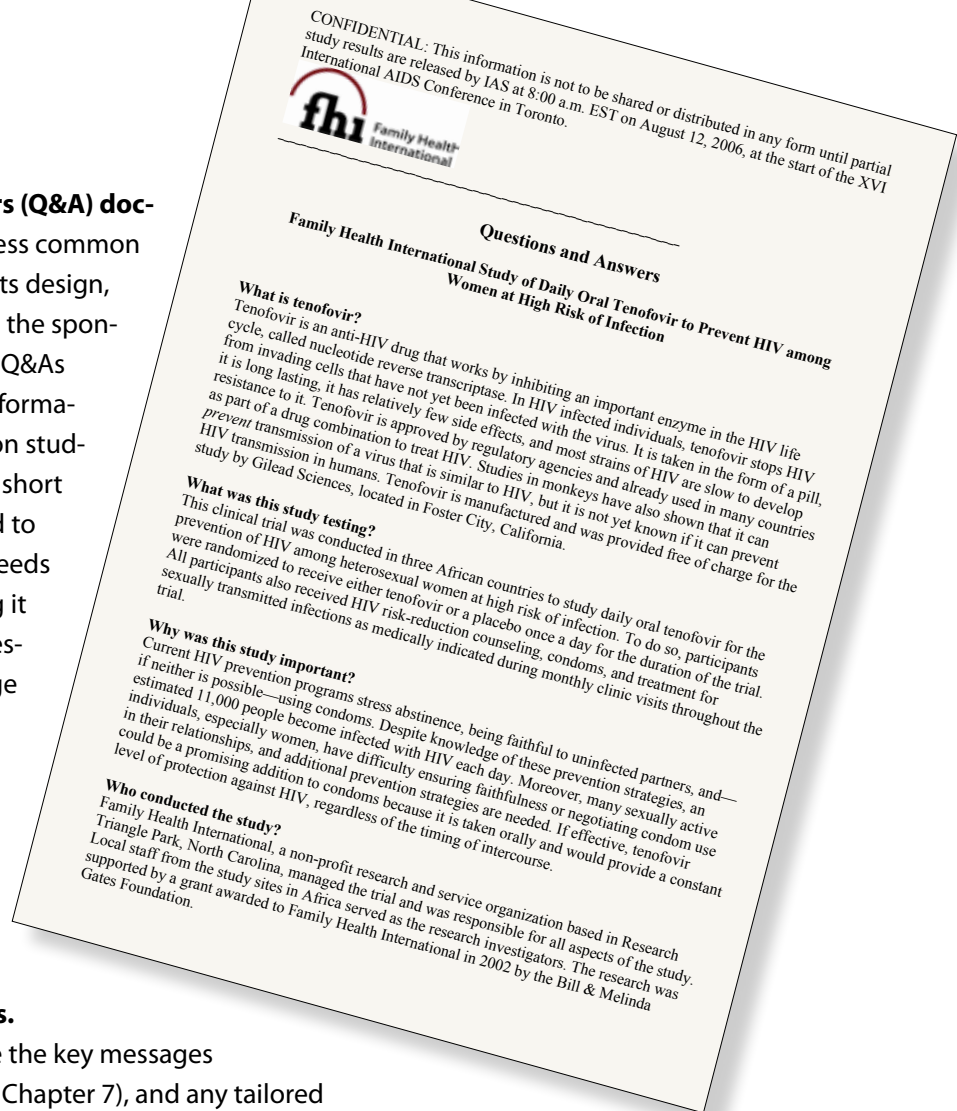 rs (Q&A) doc-
ess common
ts design,
the spon-
Q&As
forma-
on stud-
short
d to
eeds
g it
es-
ge
CONFIDENTIAL: This information is not to be shared or distributed in any form until partial
study results are released by IAS at 8:00 a.m. EST on August 12, 2006, at the start of the XVI
International AIDS Conference in Toronto.
fhi Family Health
International
Questions and Answers
Family Health International Study of Daily Oral Tenofovir to Prevent HIV among
Women at High Risk of Infection
What is tenofovir?
Tenofovir is an anti-HIV drug that works by inhibiting an important enzyme in the HIV life
cycle, called nucleotide reverse transcriptase. In HIV infected individuals, tenofovir stops HIV
from invading cells that have not yet been infected with the virus. It is taken in the form of a pill,
it is long lasting, it has relatively few side effects, and most strains of HIV are slow to develop
resistance to it. Tenofovir is approved by regulatory agencies and already used in many countries
as part of a drug combination to treat HIV. Studies in monkeys have also shown that it can
prevent transmission of a virus that is similar to HIV, but it is not yet known if it can prevent
HIV transmission in humans. Tenofovir is manufactured and was provided free of charge for the
study by Gilead Sciences, located in Foster City, California.
What was this study testing?
This clinical trial was conducted in three African countries to study daily oral tenofovir for the
prevention of HIV among heterosexual women at high risk of infection. To do so, participants
were randomized to receive either tenofovir or a placebo once a day for the duration of the trial.
All participants also received HIV risk-reduction counseling, condoms, and treatment for
sexually transmitted infections as medically indicated during monthly clinic visits throughout the
trial.
Why was this study important?
Current HIV prevention programs stress abstinence, being faithful to uninfected partners, and—
if neither is possible—using condoms. Despite knowledge of these prevention strategies, an
estimated 11,000 people become infected with HIV each day. Moreover, many sexually active
individuals, especially women, have difficulty ensuring faithfulness or negotiating condom use
in their relationships, and additional prevention strategies are needed. If effective, tenofovir
could be a promising addition to condoms because it is taken orally and would provide a constant
level of protection against HIV, regardless of the timing of intercourse.
Who conducted the study?
Family Health International, a non-profit research and service organization based in Research
Triangle Park, North Carolina, managed the trial and was responsible for all aspects of the study.
Local staff from the study sites in Africa served as the research investigators. The research was
supported by a grant awarded to Family Health International in 2002 by the Bill & Melinda
Gates Foundation.
s.
e the key messages
Chapter 7), and any tailored